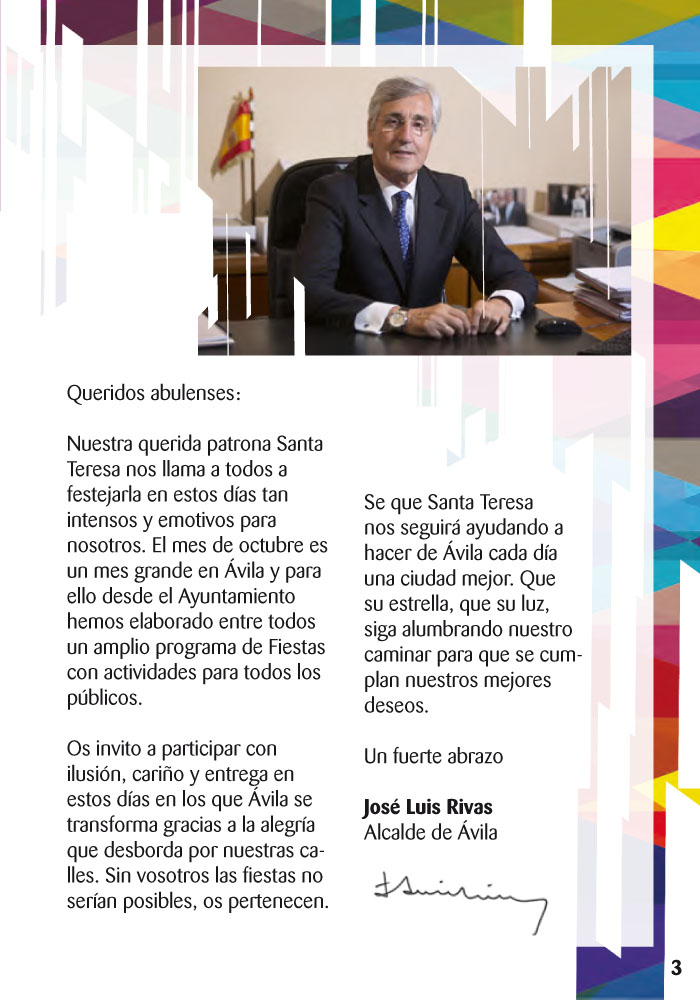 Queridos abulenses:
Nuestra querida patrona Santa
Teresa nos llama a todos a
festejarla en estos días tan
intensos y emotivos para
nosotros. El mes de octubre es
un mes grande en Ávila y para
ello desde el Ayuntamiento
hemos elaborado entre todos
un amplio programa de Fiestas
con actividades para todos los
públicos.
Os invito a participar con
ilusión, cariño y entrega en
estos días en los que Ávila se
transforma gracias a la alegría
que desborda por nuestras ca-
lles. Sin vosotros las fiestas no
serían posibles, os pertenecen.
Se que Santa Teresa
nos seguirá ayudando a
hacer de Ávila cada día
una ciudad mejor. Que
su estrella, que su luz,
siga alumbrando nuestro
caminar para que se cum-
plan nuestros mejores
deseos.
Un fuerte abrazo
José Luis Rivas
Alcalde de Ávila
3